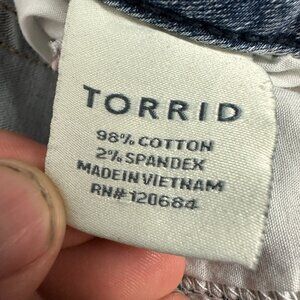 TORRID
98% COTTON
2% SPANDEX
MADE IN VIETNAM
RN# 120684